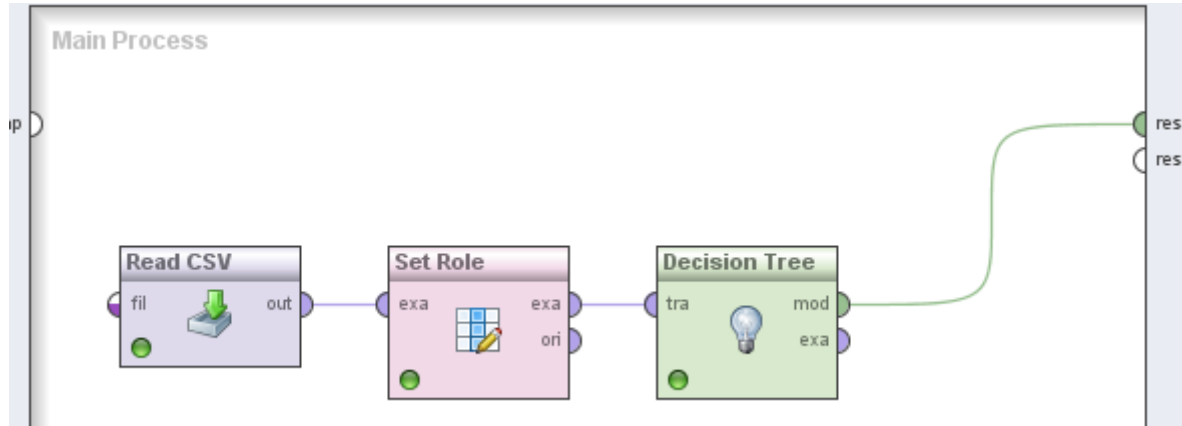 Main Process
res
res
Read CSV
fil
out
Set Role
exa
exa
ori
Decision Tree
tra
mod
exa